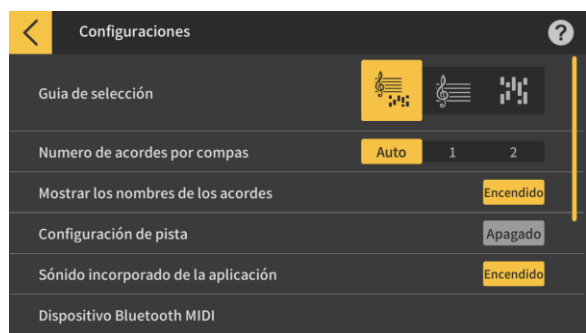 Configuraciones
?
Guia de selección
Numero de acordes por compas Auto 1 2
Mostrar los nombres de los acordes Encendido
Configuración de pista Apagado
Sónido incorporado de la aplicación Encendido
Dispositivo Bluetooth MIDI